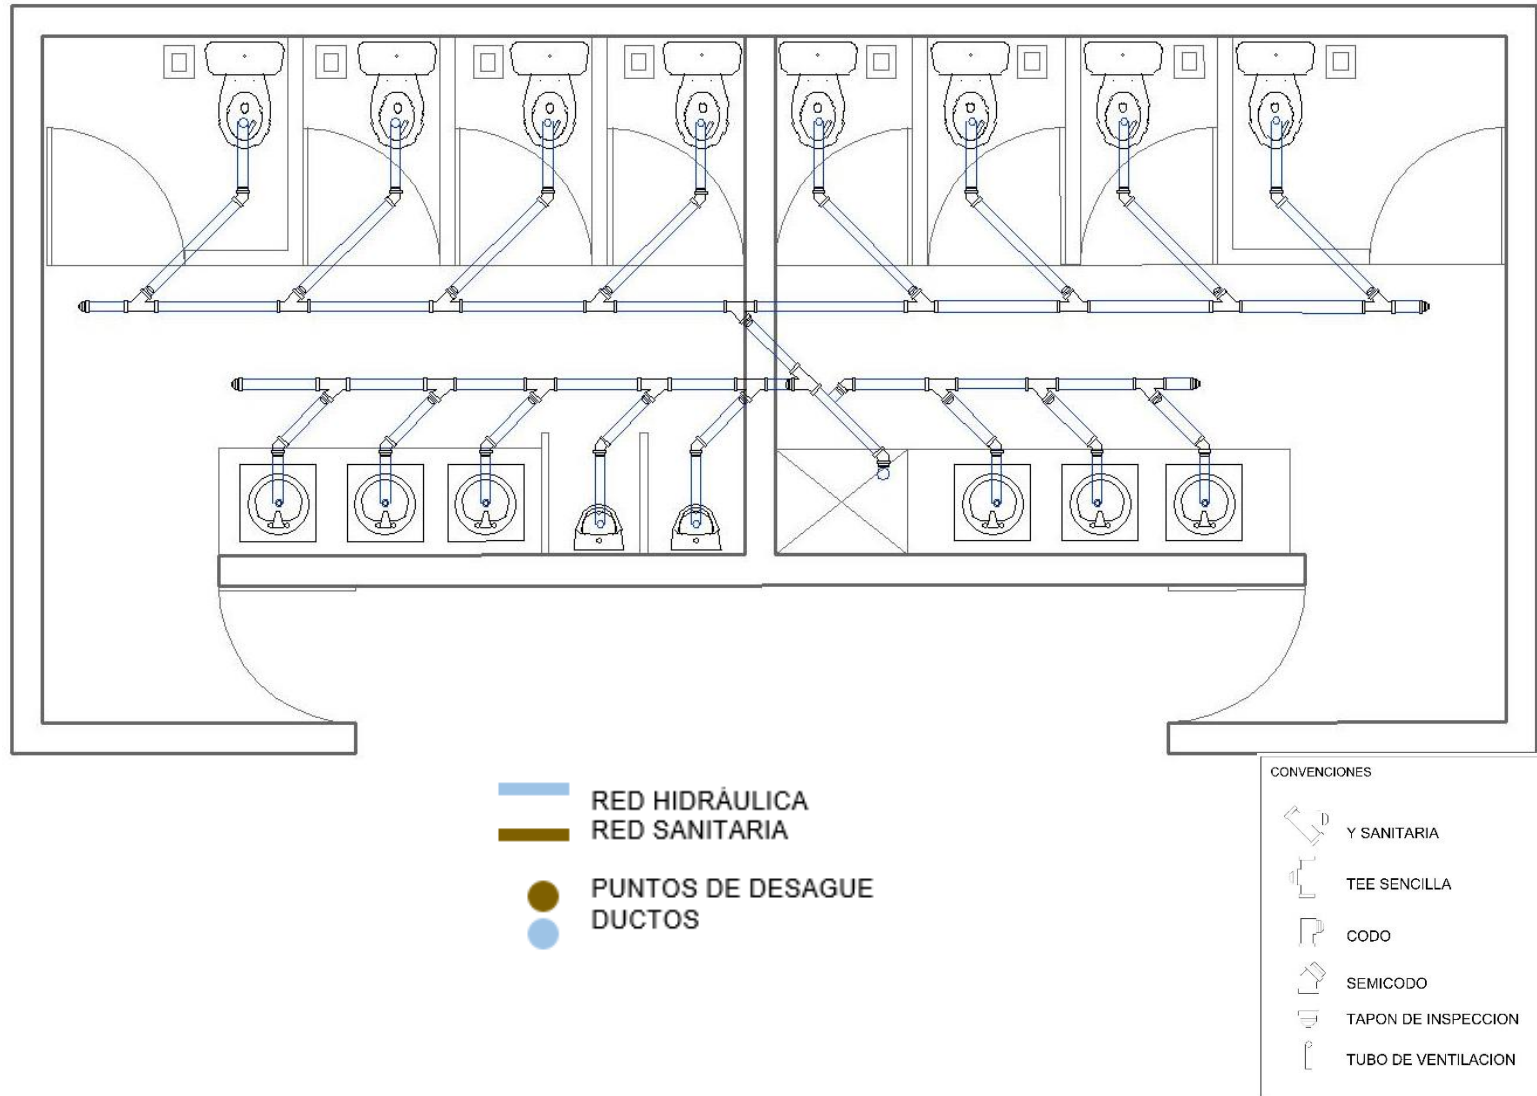 RED HIDRÁULICA
RED SANITARIA
PUNTOS DE DESAGUE
DUCTOS
CONVENCIONES
Y SANITARIA
TEE SENCILLA
CODO
SEMICODO
TAPON DE INSPECCION
TUBO DE VENTILACION